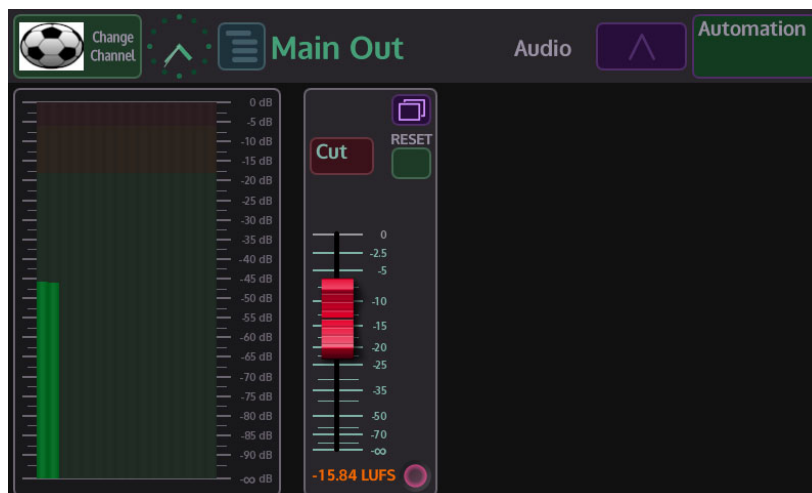 Change
Channel
Main Out
Audio
Automation
0 dB
-5 dB
-10 dB
-15 dB
-20 dB
-25 dB
-30 dB
-35 dB
-40 dB
-45 dB
-50 dB
-55 dB
-60 dB
-65 dB
-70 dB
-75 dB
-80 dB
-85 dB
-90 dB
-∞ dB
RESET
Cut
0
-2.5
-5
-10
-15
-20
-25
-35
-50
-70
-∞
-15.84 LUFS